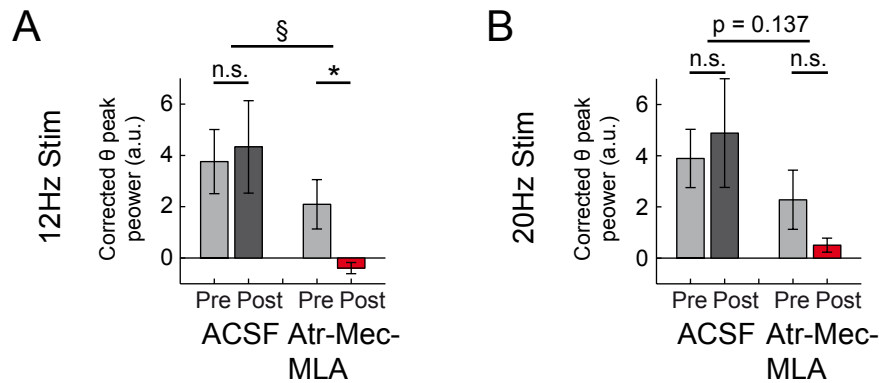 A
§
n.s.
*
12Hz Stim
Corrected θ peak
peower (a.u.)
6
4
2
0
Pre Post Pre Post
ACSF Atr-Mec-
MLA
B
p = 0.137
n.s.
n.s.
20Hz Stim
Corrected θ peak
peower (a.u.)
6
4
2
0
Pre Post Pre Post
ACSF Atr-Mec-
MLA